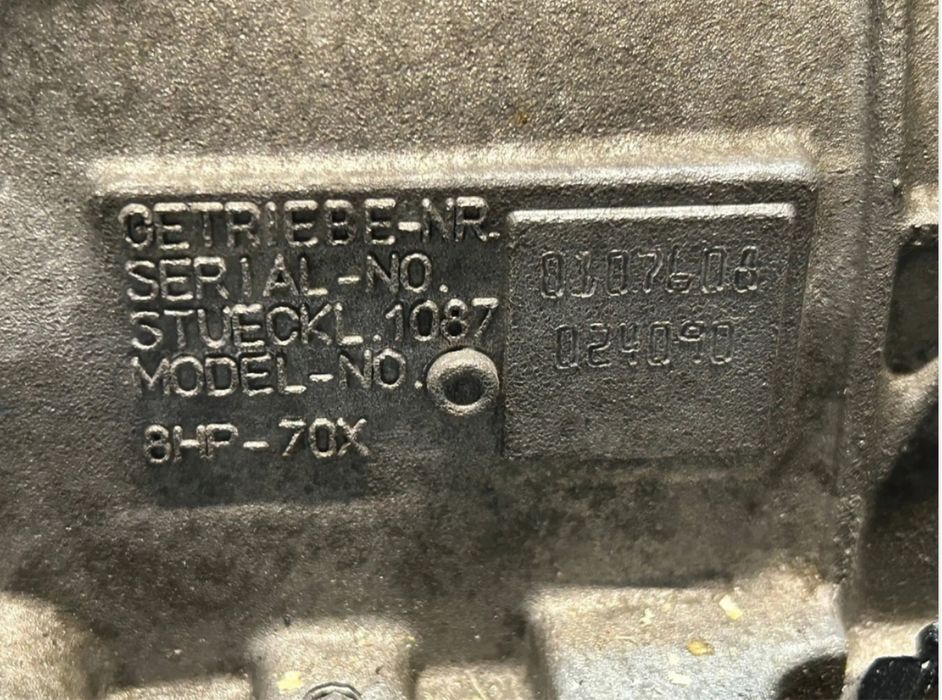 GETRIEBE-NR.
SERIAL-NO. 0107608
STUECKL.1087
MODEL-NO. 024090
8HP-70X